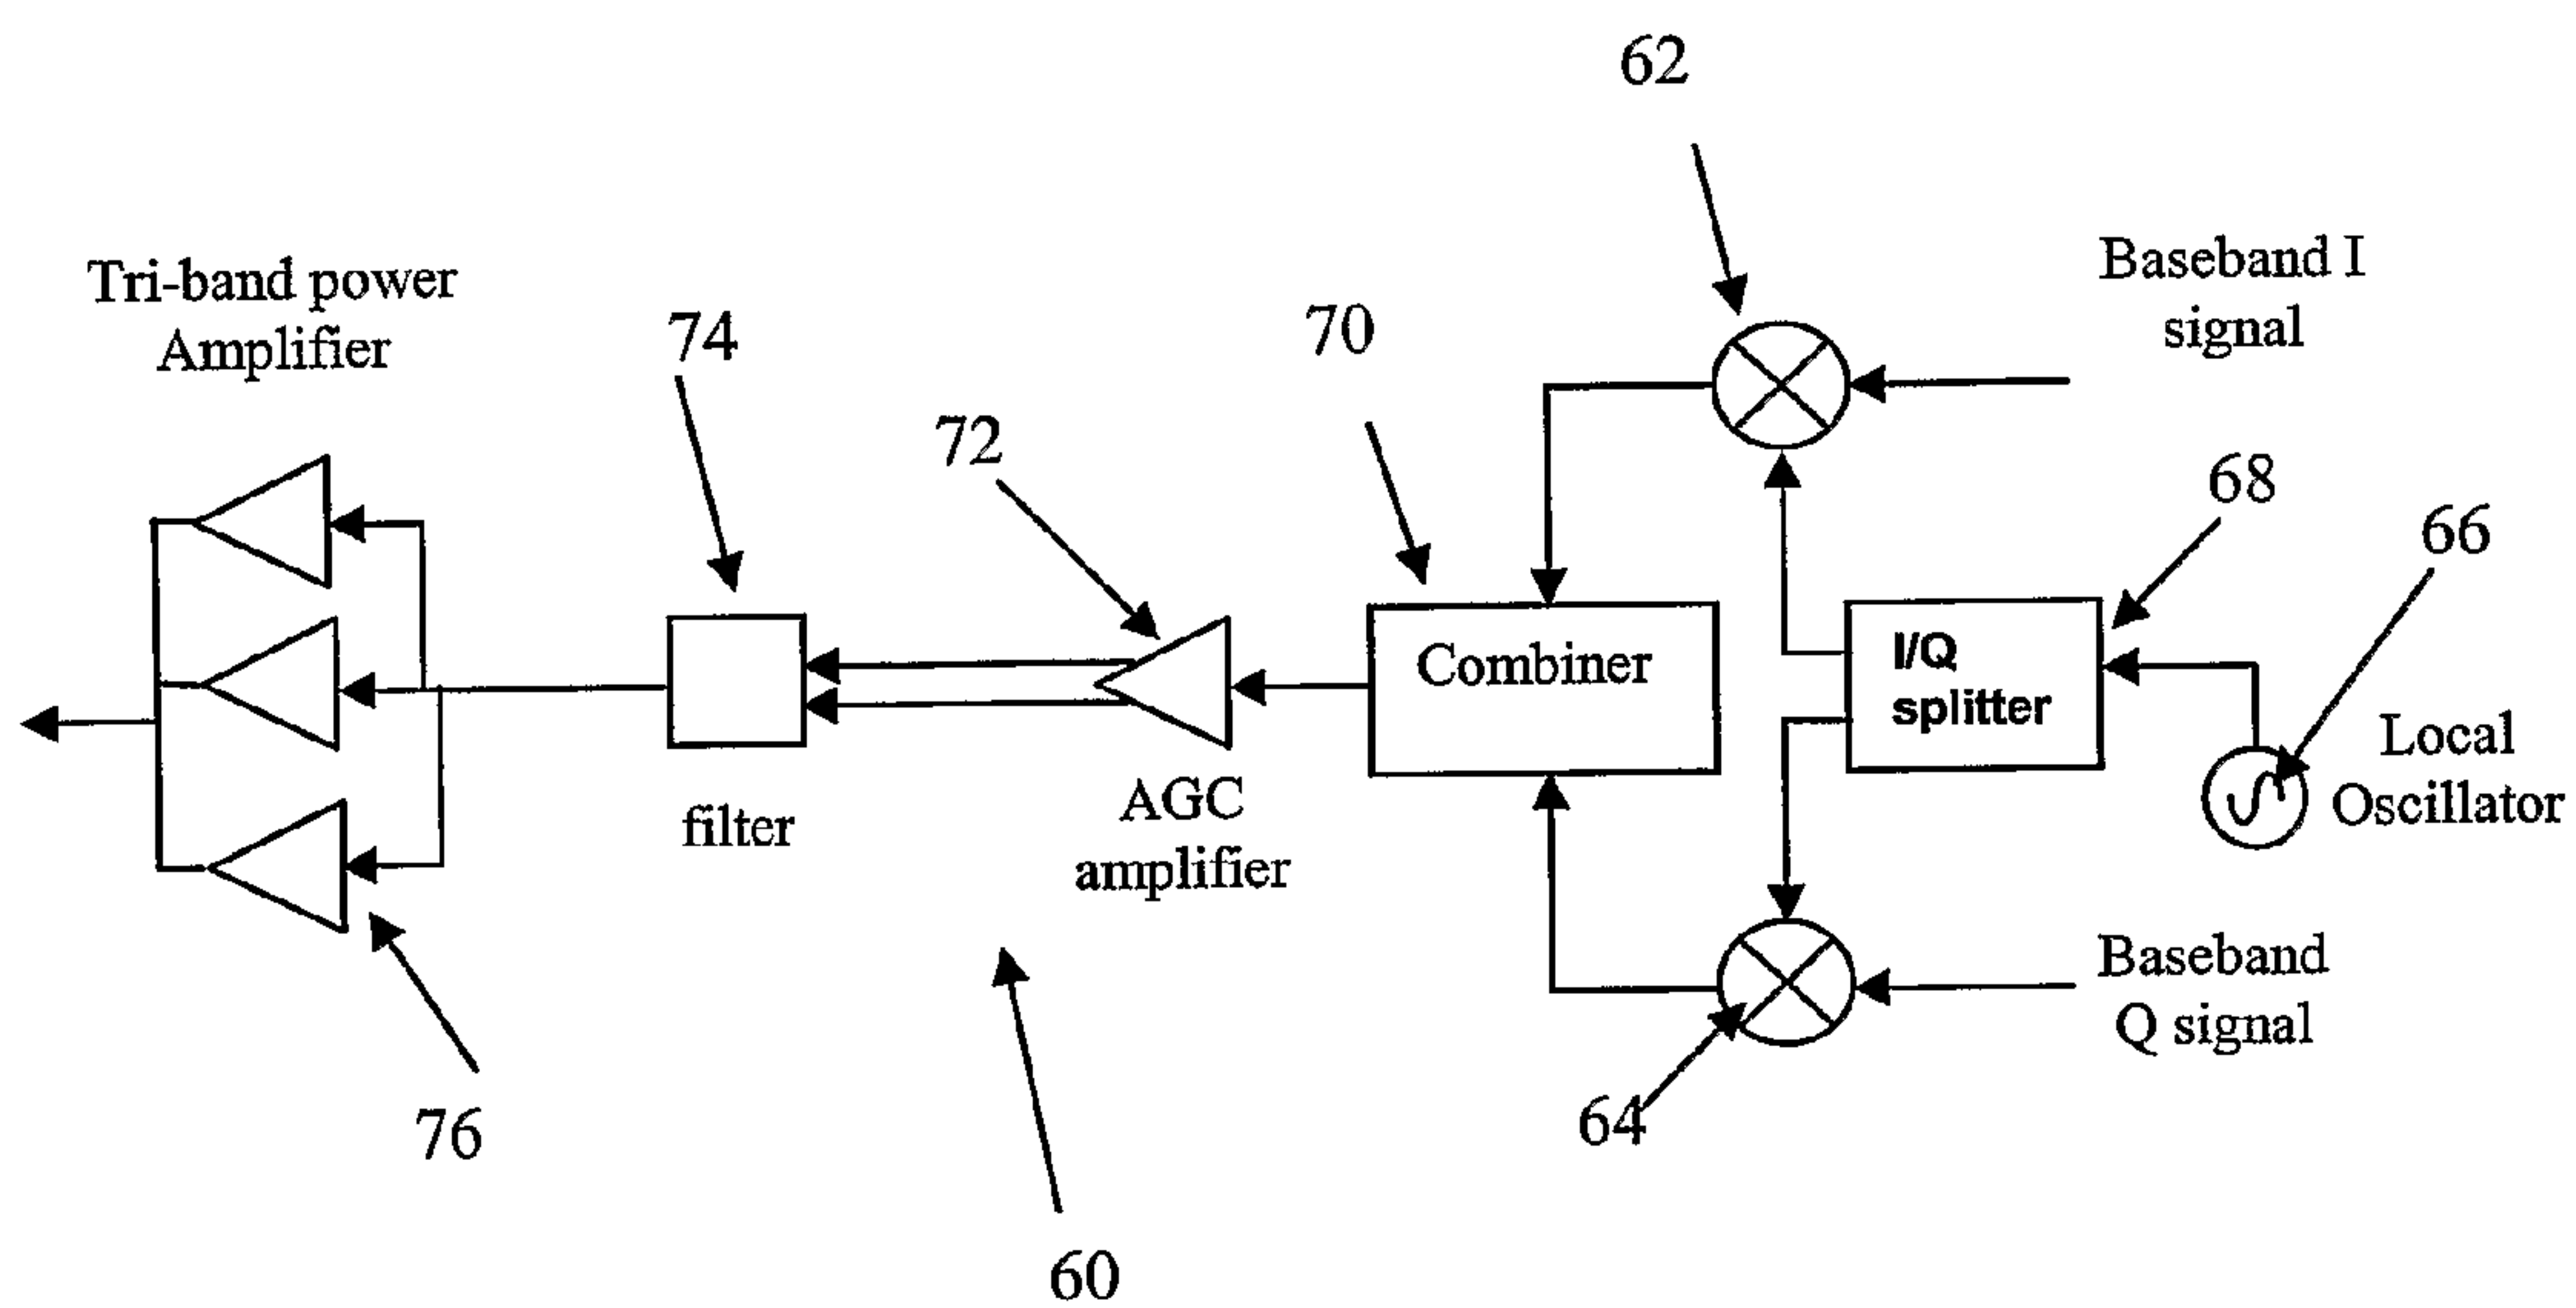 62
Baseband I
signal
Tri-band power
Amplifier
74
70
72
68
66
I/Q
splitter
Combiner
Local
Oscillator
filter
AGC
amplifier
Baseband
Q signal
64
76
60